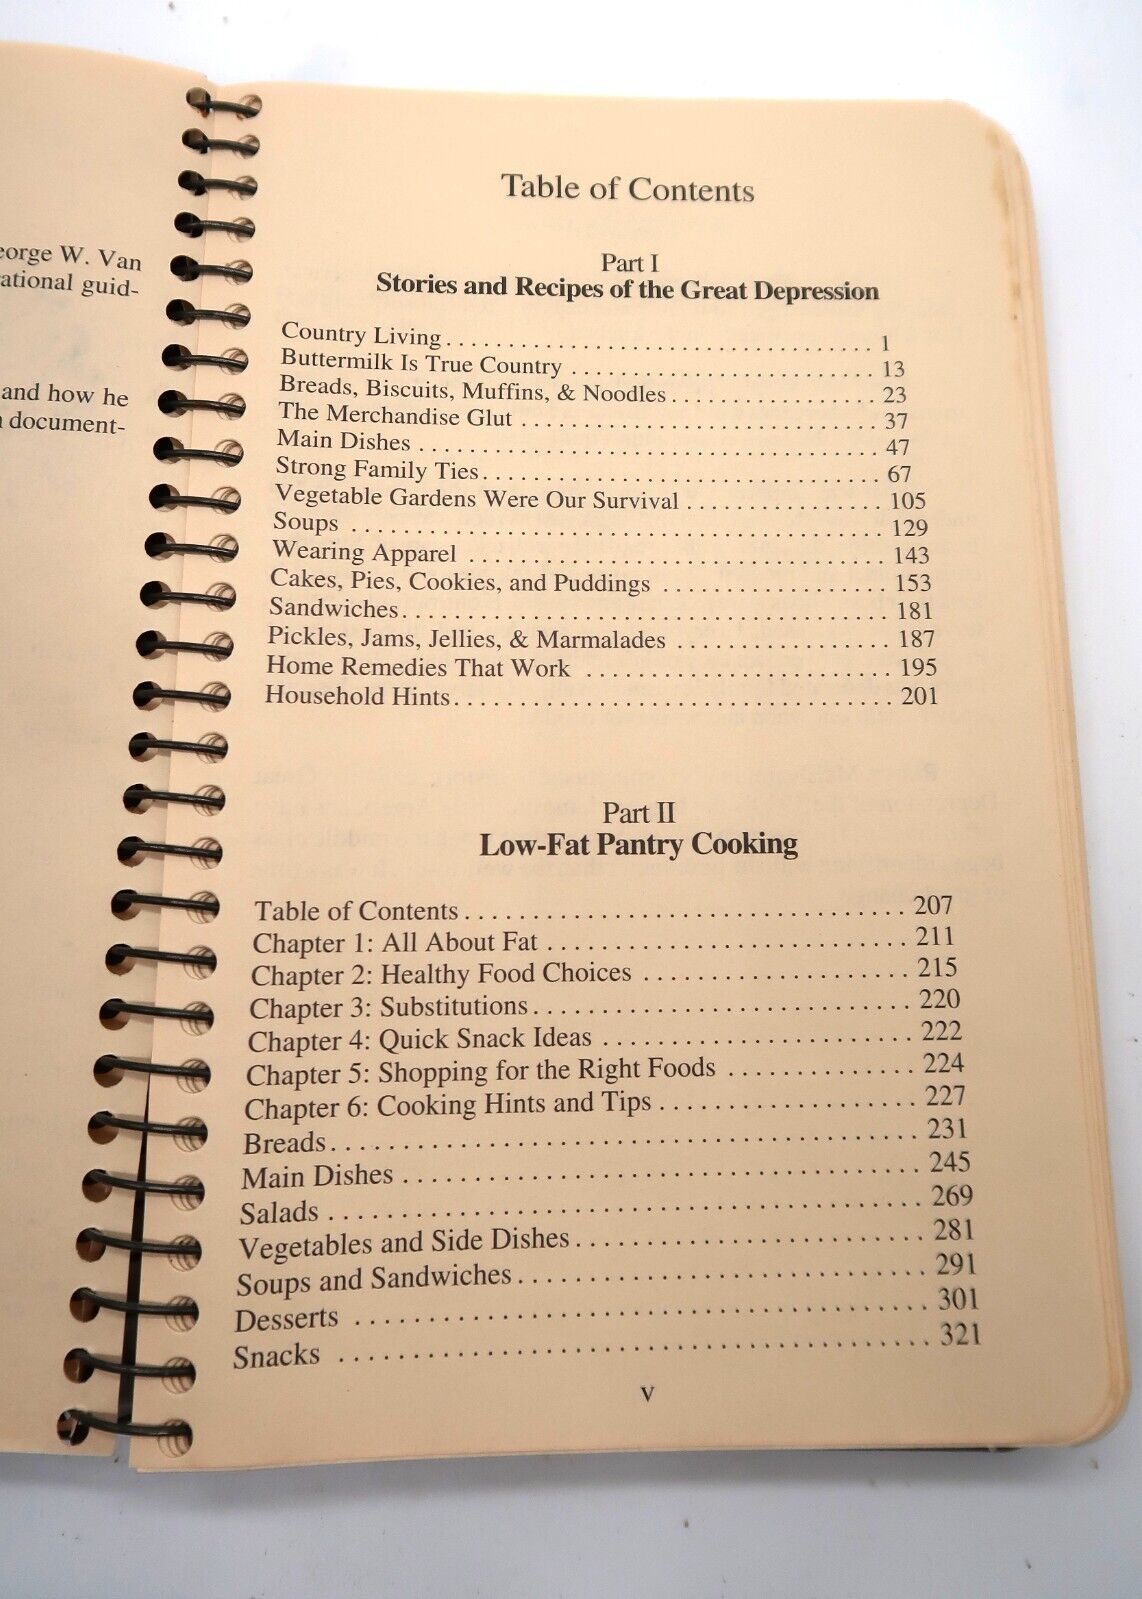 eorge W. Van
ational guid-
and how he
document-
Table of Contents
Part I
Stories and Recipes of the Great Depression
Country Living . . . . . . . . . . . . . . . . . . . . . . . . . . . . . . . . . . . 1
Buttermilk Is True Country . . . . . . . . . . . . . . . . . . . . . . . . . 13
Breads, Biscuits, Muffins, & Noodles . . . . . . . . . . . . . . . . . 23
The Merchandise Glut . . . . . . . . . . . . . . . . . . . . . . . . . . . . . 37
Main Dishes . . . . . . . . . . . . . . . . . . . . . . . . . . . . . . . . . . . . . 47
Strong Family Ties . . . . . . . . . . . . . . . . . . . . . . . . . . . . . . . . 67
Vegetable Gardens Were Our Survival . . . . . . . . . . . . . . . . 105
Soups . . . . . . . . . . . . . . . . . . . . . . . . . . . . . . . . . . . . . . . . . . 129
Wearing Apparel . . . . . . . . . . . . . . . . . . . . . . . . . . . . . . . . . 143
Cakes, Pies, Cookies, and Puddings . . . . . . . . . . . . . . . . . . 153
Sandwiches . . . . . . . . . . . . . . . . . . . . . . . . . . . . . . . . . . . . . . 181
Pickles, Jams, Jellies, & Marmalades . . . . . . . . . . . . . . . . . 187
Home Remedies That Work . . . . . . . . . . . . . . . . . . . . . . . . 195
Household Hints . . . . . . . . . . . . . . . . . . . . . . . . . . . . . . . . . . 201
Part II
Low-Fat Pantry Cooking
Table of Contents . . . . . . . . . . . . . . . . . . . . . . . . . . . . . . . . . 207
Chapter 1: All About Fat . . . . . . . . . . . . . . . . . . . . . . . . . . . 211
Chapter 2: Healthy Food Choices . . . . . . . . . . . . . . . . . . . . 215
Chapter 3: Substitutions . . . . . . . . . . . . . . . . . . . . . . . . . . . . 220
Chapter 4: Quick Snack Ideas . . . . . . . . . . . . . . . . . . . . . . . 222
Chapter 5: Shopping for the Right Foods . . . . . . . . . . . . . . 224
Chapter 6: Cooking Hints and Tips . . . . . . . . . . . . . . . . . . . 227
Breads . . . . . . . . . . . . . . . . . . . . . . . . . . . . . . . . . . . . . . . . . . 231
Main Dishes . . . . . . . . . . . . . . . . . . . . . . . . . . . . . . . . . . . . . 245
Salads . . . . . . . . . . . . . . . . . . . . . . . . . . . . . . . . . . . . . . . . . . 269
Vegetables and Side Dishes . . . . . . . . . . . . . . . . . . . . . . . . . 281
Soups and Sandwiches . . . . . . . . . . . . . . . . . . . . . . . . . . . . . 291
Desserts . . . . . . . . . . . . . . . . . . . . . . . . . . . . . . . . . . . . . . . . 301
Snacks . . . . . . . . . . . . . . . . . . . . . . . . . . . . . . . . . . . . . . . . . 321
v